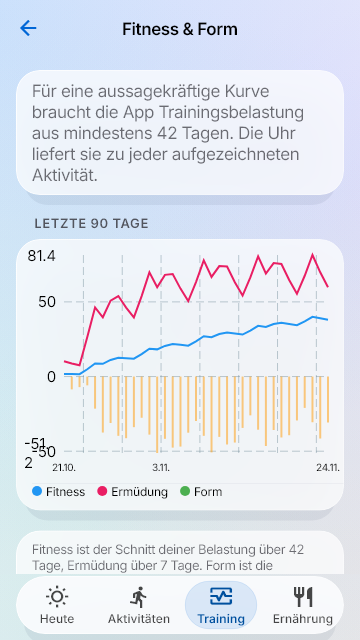 Fitness & Form
Für eine aussagekräftige Kurve
braucht die App Trainingsbelastung
aus mindestens 42 Tagen. Die Uhr
liefert sie zu jeder aufgezeichneten
Aktivität.
LETZTE 90 TAGE
81.4
50
0
-51.
2
-50
21.10.
3.11.
24.11.
Fitness
Ermüdung
Form
Fitness ist der Schnitt deiner Belastung über 42
Tage, Ermüdung über 7 Tage. Form ist die
Heute
Aktivitäten
Training
Ernährung